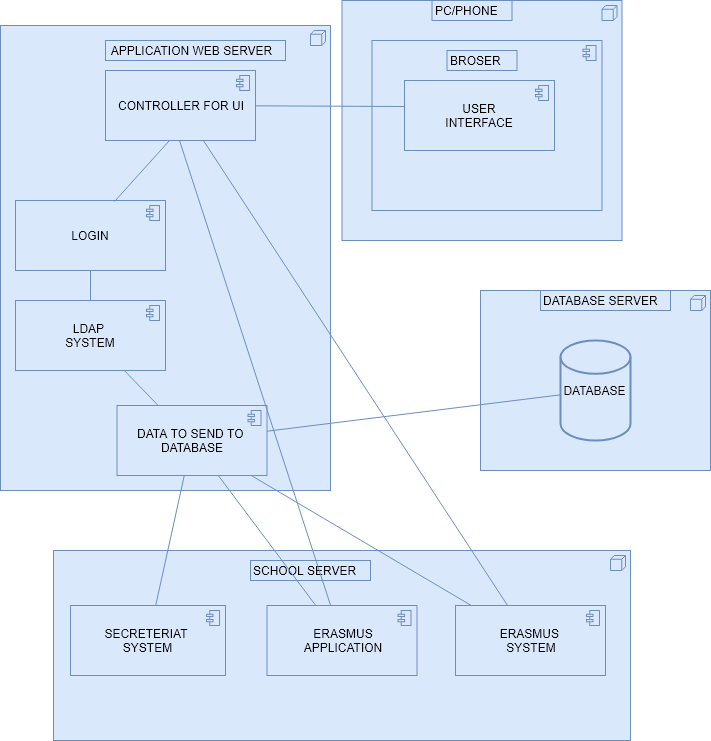 PC/PHONE
APPLICATION WEB SERVER
BROSER
CONTROLLER FOR UI
USER
INTERFACE
LOGIN
DATABASE SERVER
LDAP
SYSTEM
DATABASE
DATA TO SEND TO
DATABASE
SCHOOL SERVER
SECRETERIAT
SYSTEM
ERASMUS
APPLICATION
ERASMUS
SYSTEM